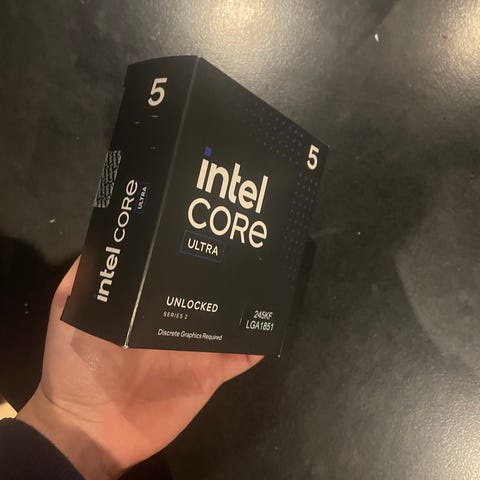 5
intel CORE ULTRA
5
intel
CORE
ULTRA
UNLOCKED
SERIES 2
Discrete Graphics Required
245KF
LGA1851